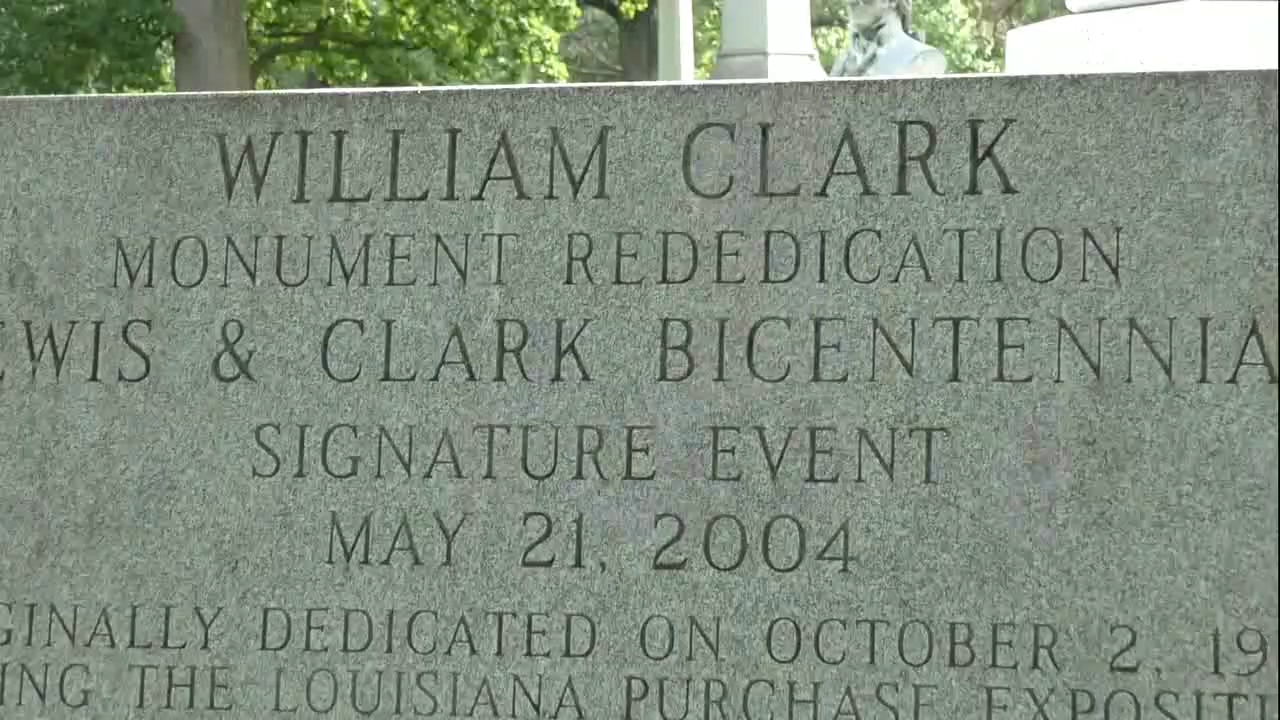 WILLIAM CLARK
MONUMENT REDEDICATION
EWIS & CLARK BICENTENNIA
SIGNATURE EVENT
MAY 21, 2004
GINALLY DEDICATED ON OCTOBER 2, 19
ING THE LOUISIANA PURCHASE EXPOSITI